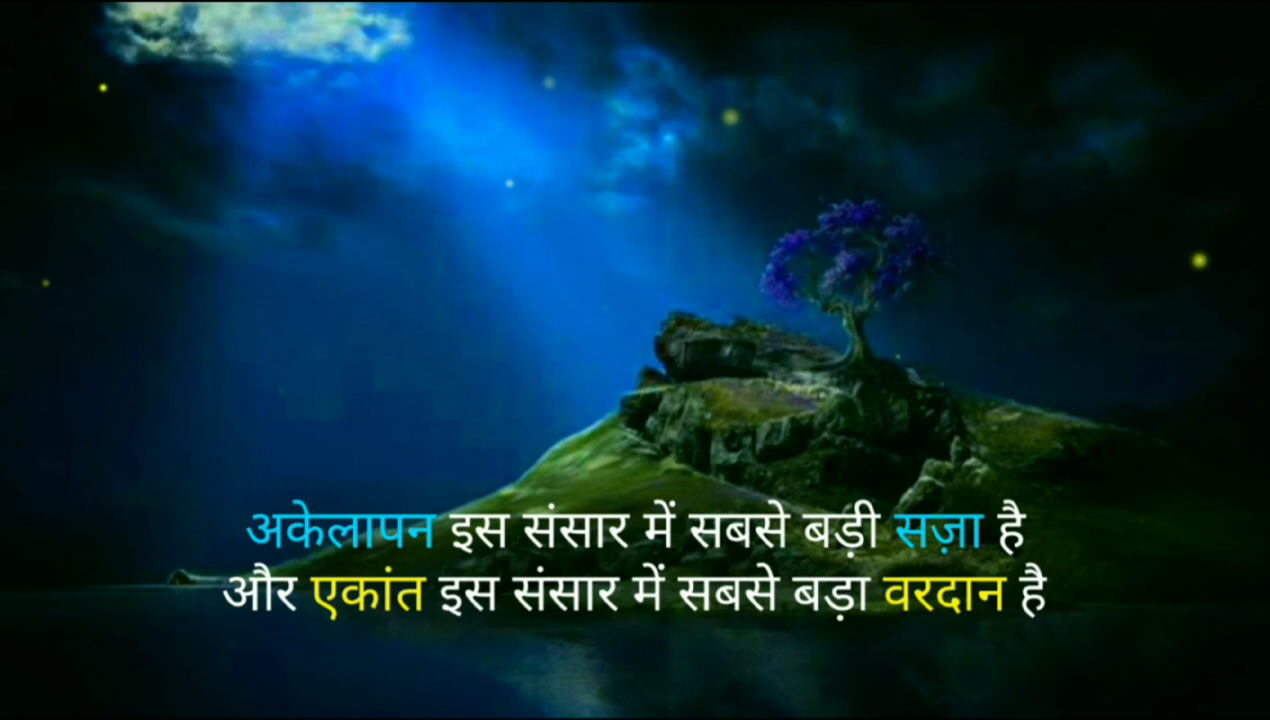 अकेलापन इस संसार में सबसे बड़ी सज़ा है
और एकांत इस संसार में सबसे बड़ा वरदान है